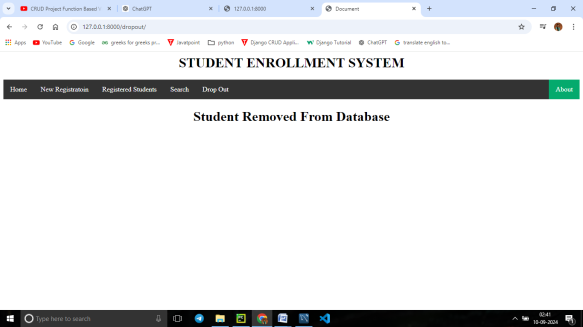 CRUD Project Function Based
ChatGPT
127.0.0.1:8000
Document
127.0.0.1:8000/dropout/
Apps YouTube Google greeks for greeks pr... Javatpoint python Django CRUD Appli... Django Tutorial ChatGPT translate english to...
STUDENT ENROLLMENT SYSTEM
Home New Registratoin Registered Students Search Drop Out About
Student Removed From Database
Type here to search
02:41
10-09-2024